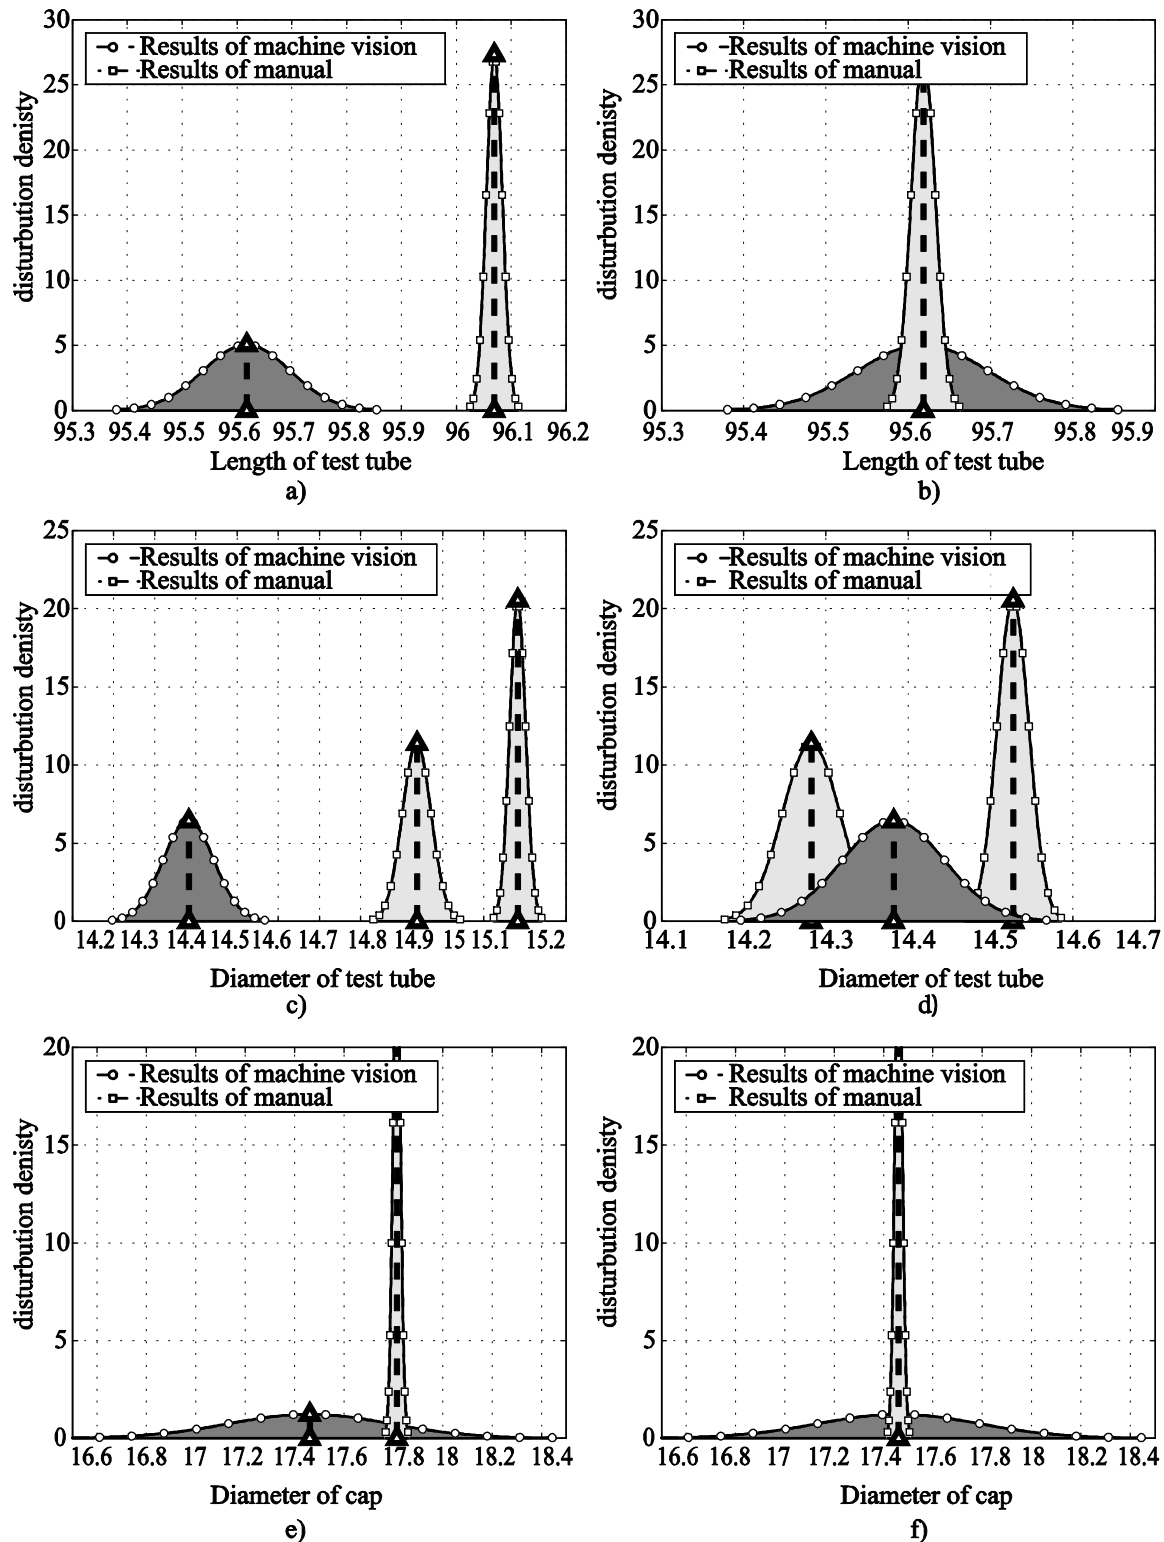 30
25
20
15
10
5
0
disturbution denisty
Results of machine vision
Results of manual
95.3 95.4 95.5 95.6 95.7 95.8 95.9 96 96.1 96.2
Length of test tube
a)
30
25
20
15
10
5
0
disturbution denisty
Results of machine vision
Results of manual
95.3 95.4 95.5 95.6 95.7 95.8 95.9
Length of test tube
b)
25
20
15
10
5
0
disturbution denisty
Results of machine vision
Results of manual
14.2 14.3 14.4 14.5 14.6 14.7 14.8 14.9 15 15.1 15.2
Diameter of test tube
c)
25
20
15
10
5
0
disturbution denisty
Results of machine vision
Results of manual
14.1 14.2 14.3 14.4 14.5 14.6 14.7
Diameter of test tube
d)
20
15
10
5
0
disturbution denisty
Results of machine vision
Results of manual
16.6 16.8 17 17.2 17.4 17.6 17.8 18 18.2 18.4
Diameter of cap
e)
20
15
10
5
0
disturbution denisty
Results of machine vision
Results of manual
16.6 16.8 17 17.2 17.4 17.6 17.8 18 18.2 18.4
Diameter of cap
f)